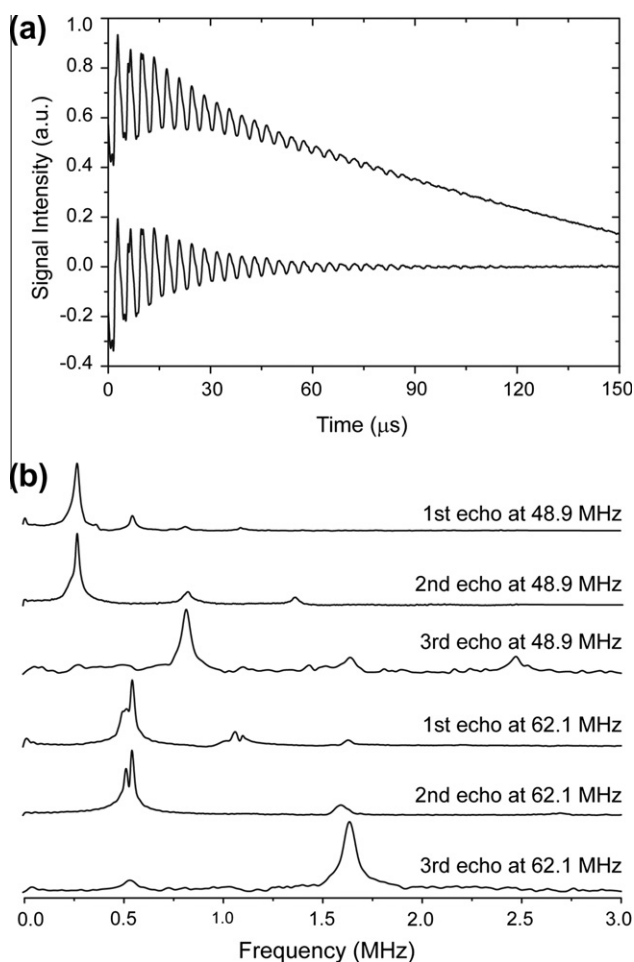 (a)
1.0
0.8
0.6
0.4
0.2
0.0
-0.2
-0.4
Signal Intensity (a.u.)
0 30 60 90 120 150
Time (μs)
(b)
1st echo at 48.9 MHz
2nd echo at 48.9 MHz
3rd echo at 48.9 MHz
1st echo at 62.1 MHz
2nd echo at 62.1 MHz
3rd echo at 62.1 MHz
0.0 0.5 1.0 1.5 2.0 2.5 3.0
Frequency (MHz)